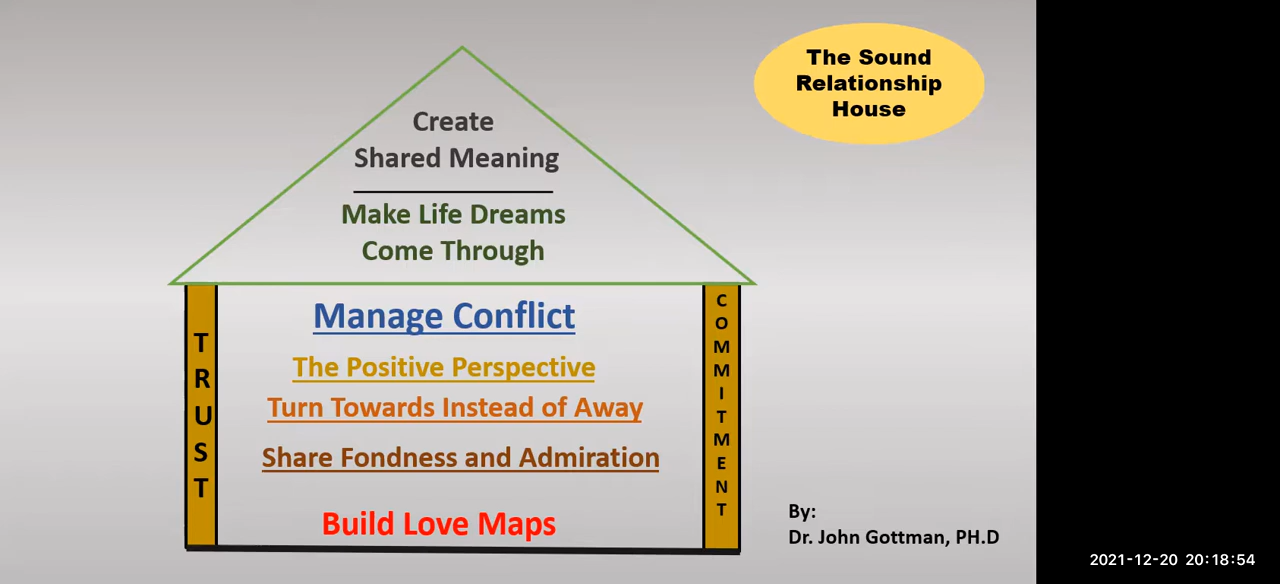 The Sound
Relationship
House
Create
Shared Meaning
Make Life Dreams
Come Through
Manage Conflict
The Positive Perspective
Turn Towards Instead of Away
Share Fondness and Admiration
Build Love Maps
TRUST
COMMITMENT
By:
Dr. John Gottman, PH.D
2021-12-20 20:18:54